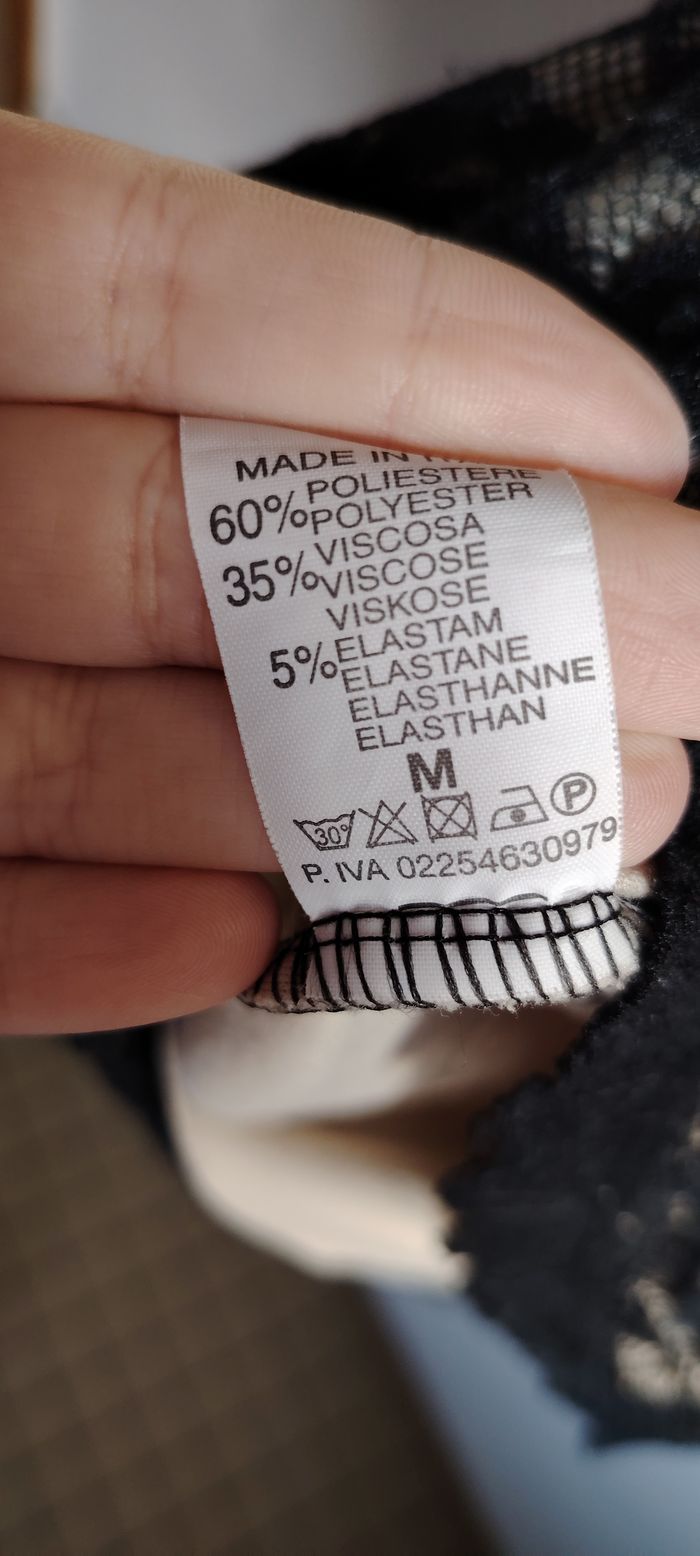 MADE IN
60% POLIESTERE
POLYESTER
35% VISCOSA
VISCOSE
VISKOSE
5% ELASTAM
ELASTANE
ELASTHANNE
ELASTHAN
M
30° P
P. IVA 02254630979